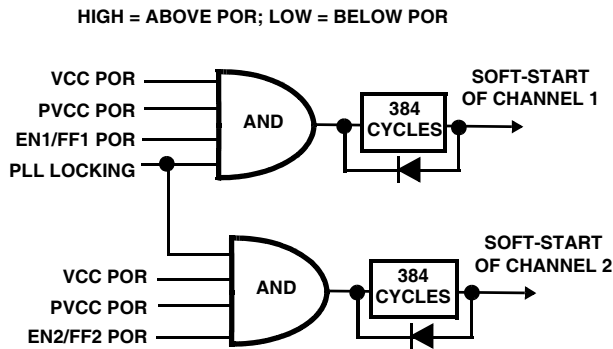 HIGH = ABOVE POR; LOW = BELOW POR
VCC POR
PVCC POR
EN1/FF1 POR
PLL LOCKING
AND
384
CYCLES
SOFT-START
OF CHANNEL 1
VCC POR
PVCC POR
EN2/FF2 POR
AND
384
CYCLES
SOFT-START
OF CHANNEL 2